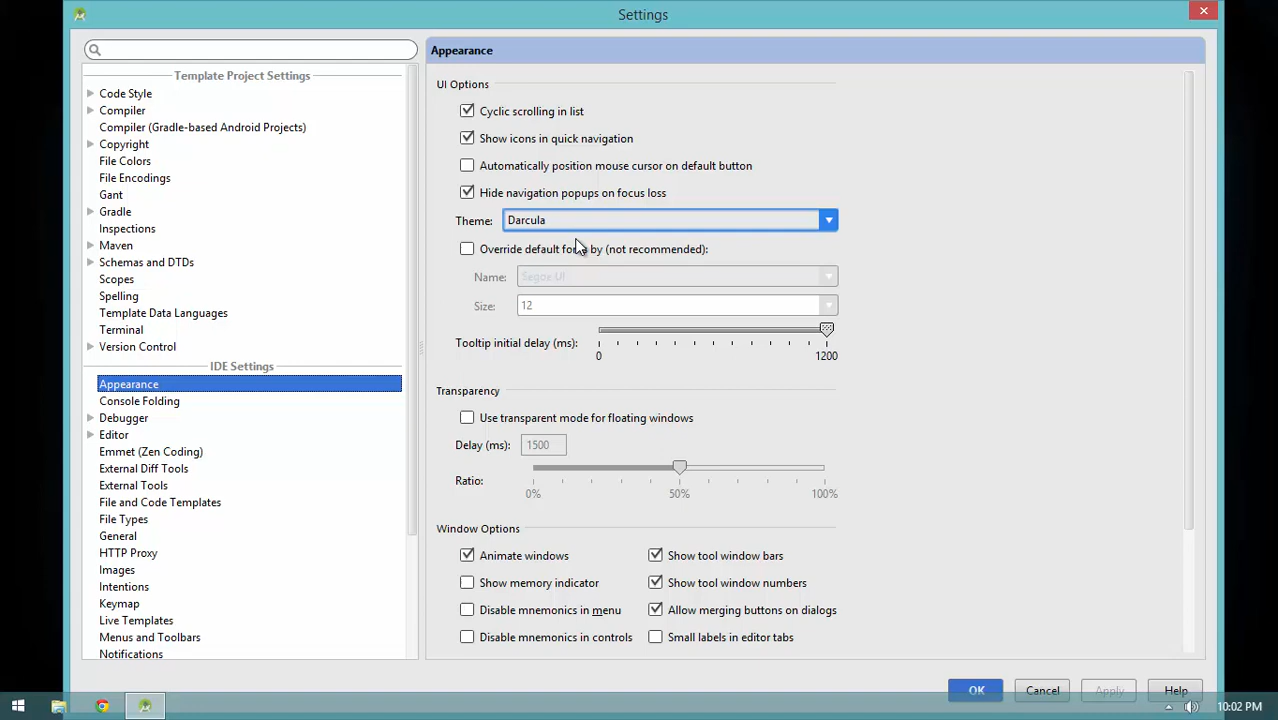 Settings
Appearance
Template Project Settings
Code Style
Compiler
Compiler (Gradle-based Android Projects)
Copyright
File Colors
File Encodings
Gant
Gradle
Inspections
Maven
Schemas and DTDs
Scopes
Spelling
Template Data Languages
Terminal
Version Control
IDE Settings
Appearance
Console Folding
Debugger
Editor
Emmet (Zen Coding)
External Diff Tools
External Tools
File and Code Templates
File Types
General
HTTP Proxy
Images
Intentions
Keymap
Live Templates
Menus and Toolbars
Notifications
UI Options
Cyclic scrolling in list
Show icons in quick navigation
Automatically position mouse cursor on default button
Hide navigation popups on focus loss
Theme: Darcula
Override default by (not recommended):
Name: Segoe UI
Size: 12
Tooltip initial delay (ms):
0 1200
Transparency
Use transparent mode for floating windows
Delay (ms): 1500
Ratio:
0% 50% 100%
Window Options
Animate windows Show tool window bars
Show memory indicator Show tool window numbers
Disable mnemonics in menu Allow merging buttons on dialogs
Disable mnemonics in controls Small labels in editor tabs
OK Cancel Apply Help
10:02 PM